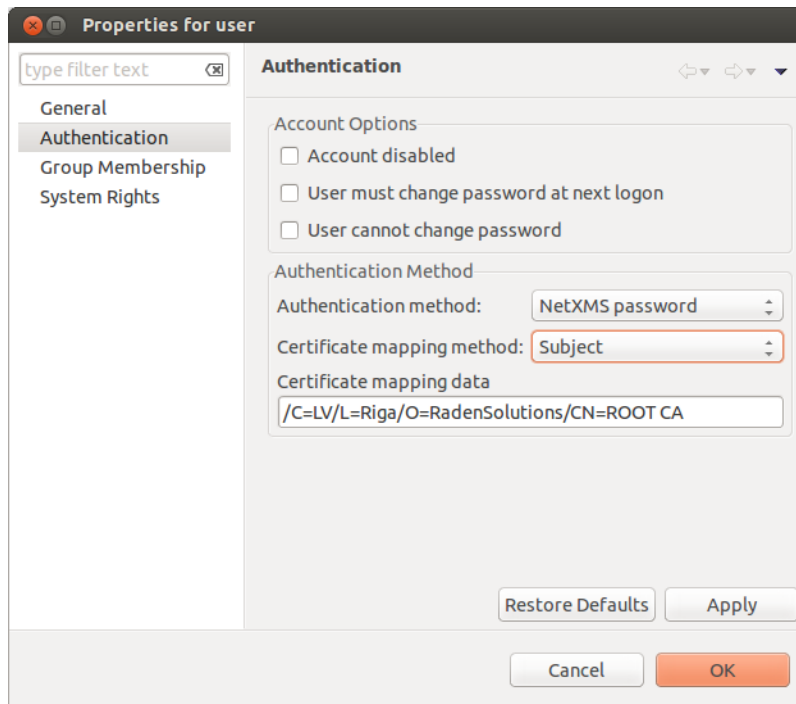 Properties for user
type filter text
General
Authentication
Group Membership
System Rights
Authentication
Account Options
Account disabled
User must change password at next logon
User cannot change password
Authentication Method
Authentication method: NetXMS password
Certificate mapping method: Subject
Certificate mapping data
/C=LV/L=Riga/O=RadenSolutions/CN=ROOT CA
Restore Defaults Apply
Cancel OK